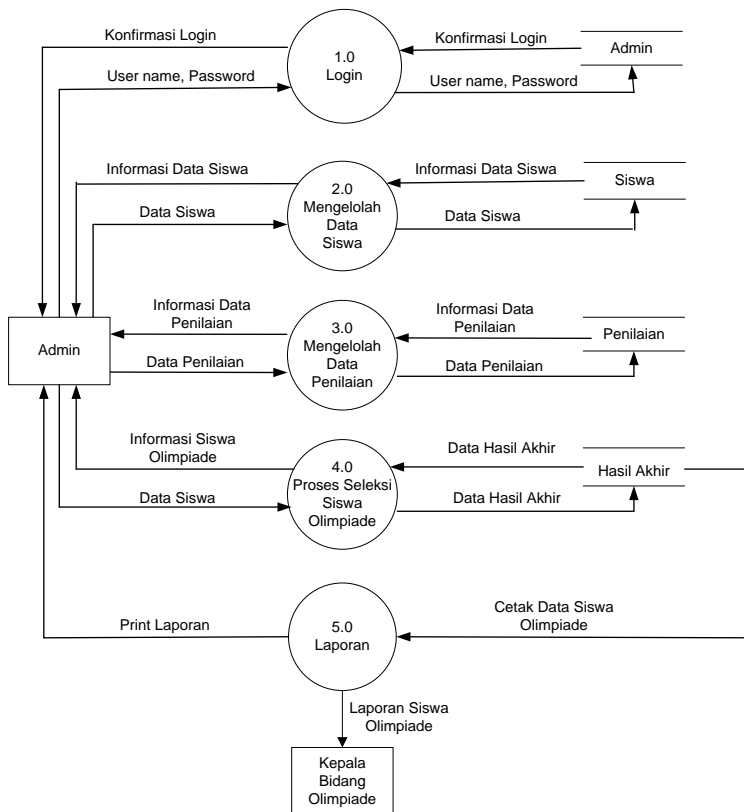 Konfirmasi Login
1.0
Login
Konfirmasi Login
Admin
User name, Password
User name, Password
Informasi Data Siswa
2.0
Mengelolah
Data
Siswa
Informasi Data Siswa
Siswa
Data Siswa
Data Siswa
Informasi Data
Penilaian
3.0
Mengelolah
Data
Penilaian
Informasi Data
Penilaian
Penilaian
Admin
Data Penilaian
Data Penilaian
Informasi Siswa
Olimpiade
4.0
Proses Seleksi
Siswa
Olimpiade
Data Hasil Akhir
Hasil Akhir
Data Siswa
Data Hasil Akhir
Print Laporan
5.0
Laporan
Cetak Data Siswa
Olimpiade
Laporan Siswa
Olimpiade
Kepala
Bidang
Olimpiade